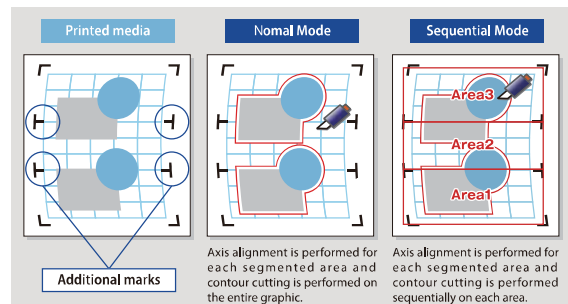 Printed media
Nomal Mode
Sequential Mode
Area3
Area2
Area1
Additional marks
Axis alignment is performed for
each segmented area and
contour cutting is performed on
the entire graphic.
Axis alignment is performed for
each segmented area and
contour cutting is performed
sequentially on each area.